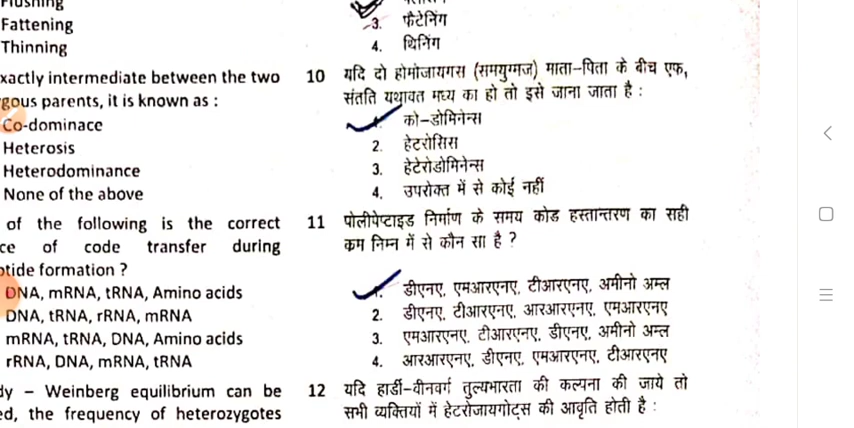 Flushing
Fattening
Thinning
3. फैटेनिंग
4. थिनिंग
xactly intermediate between the two
gous parents, it is known as :
Co-dominace
Heterosis
Heterodominance
None of the above
10 यदि दो होमोजायगस (समयुग्मज) माता-पिता के बीच एफ,
संतति यथावत मध्य का हो तो इसे जाना जाता है :
को-डोमिनेन्स
2. हेटरोसिस
3. हेटेरोडोमिनेन्स
4. उपरोक्त में से कोई नहीं
of the following is the correct
ce of code transfer during
otide formation ?
DNA, mRNA, tRNA, Amino acids
DNA, tRNA, rRNA, mRNA
mRNA, tRNA, DNA, Amino acids
rRNA, DNA, mRNA, tRNA
11 पोलीपेप्टाइड निर्माण के समय कोड हस्तान्तरण का सही
क्रम निम्न में से कौन सा है ?
1. डीएनए, एमआरएनए, टीआरएनए, अमीनो अम्ल
2. डीएनए, टीआरएनए, आरआरएनए, एमआरएनए
3. एमआरएनए, टीआरएनए, डीएनए, अमीनो अम्ल
4. आरआरएनए, डीएनए, एमआरएनए, टीआरएनए
dy - Weinberg equilibrium can be
ed, the frequency of heterozygotes
12 यदि हार्डी-वीनवर्ग तुल्यभारता की कल्पना की जाये तो
सभी व्यक्तियों में हेटरोजायगोट्स की आवृति होती है :